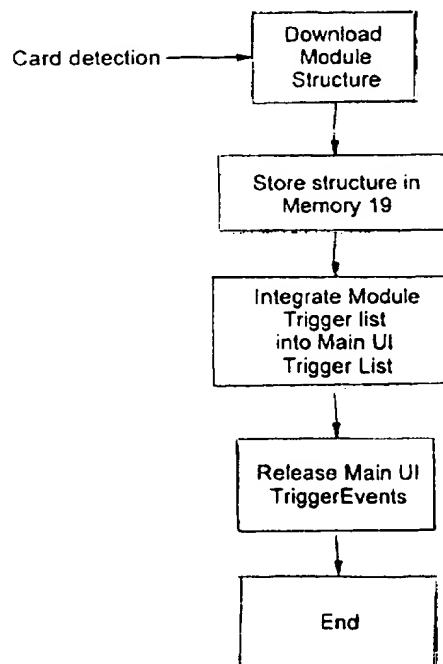 Card detection
Download
Module
Structure
Store structure in
Memory 19
Integrate Module
Trigger list
into Main UI
Trigger List
Release Main UI
TriggerEvents
End